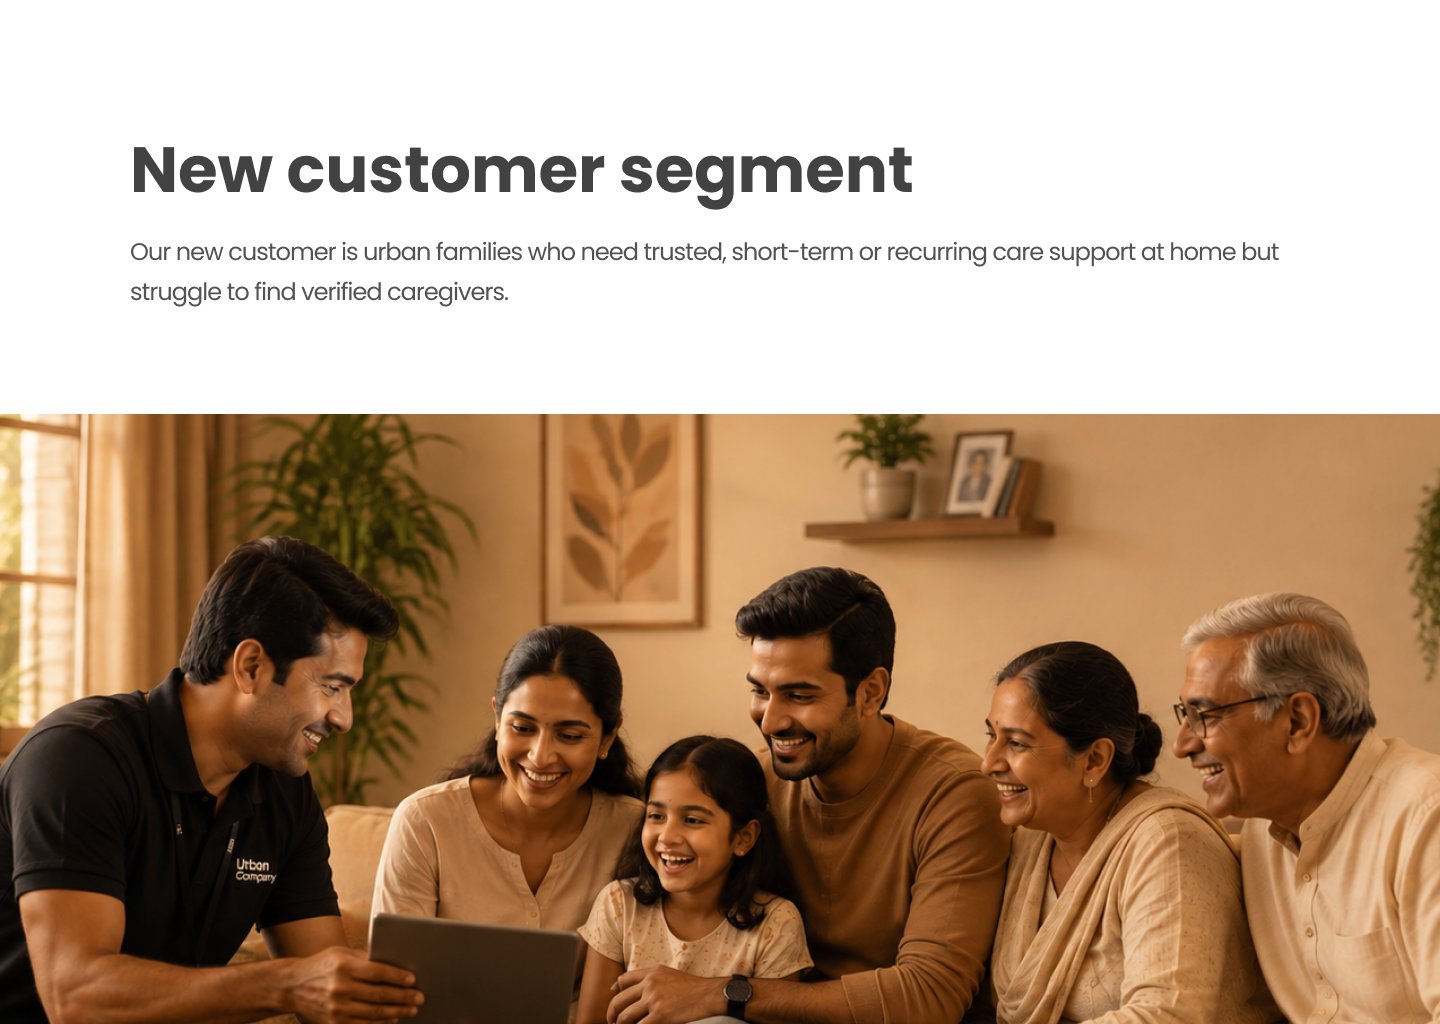 New customer segment
Our new customer is urban families who need trusted, short-term or recurring care support at home but
struggle to find verified caregivers.
Urban
Company